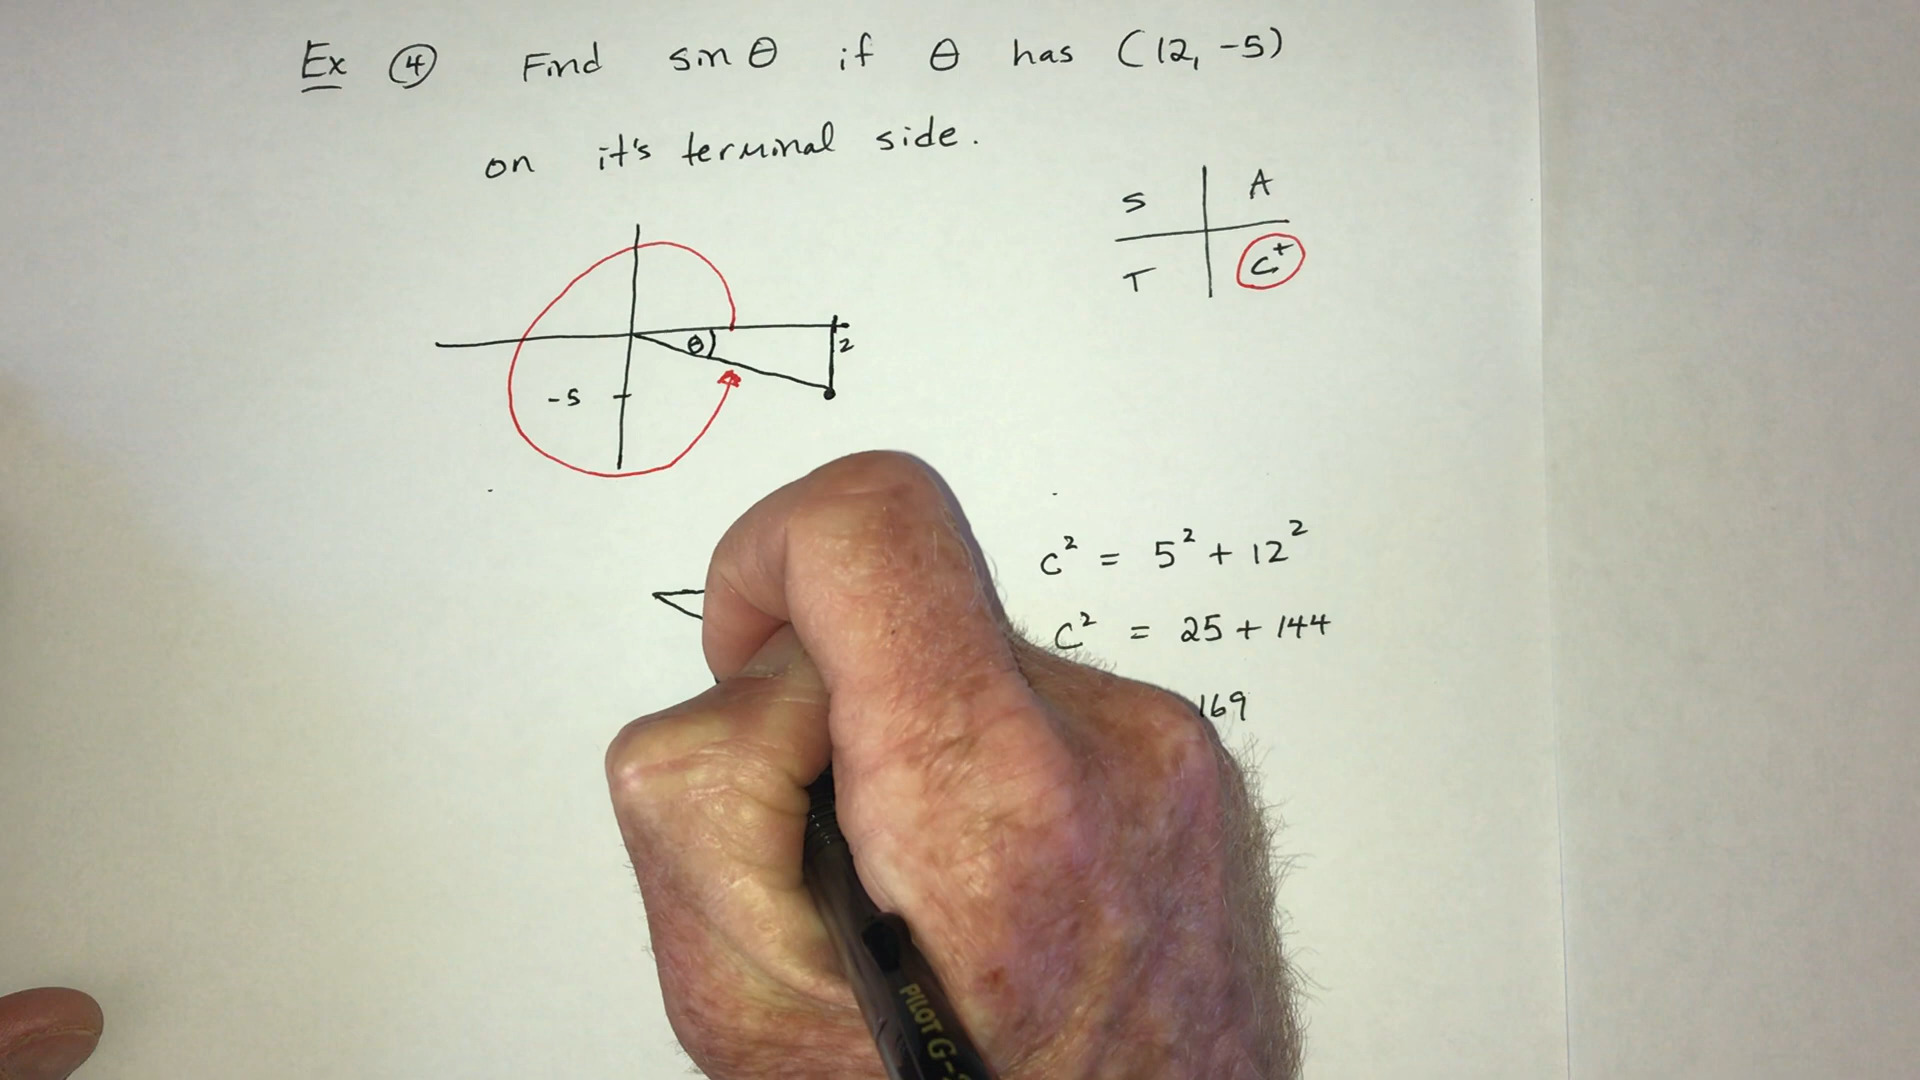 Ex ④ Find sin θ if θ has (12, -5)
on it's terminal side.
S A
T C⁺
θ 2
-5
c² = 5² + 12²
c² = 25 + 144
169
PILOT G-